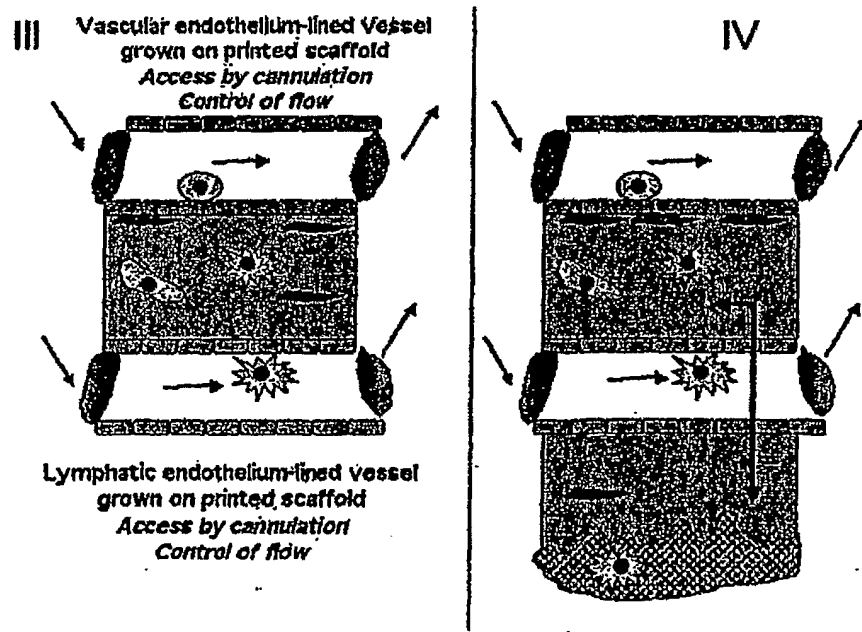 III
Vascular endothelium-lined Vessel
grown on printed scaffold
Access by cannulation
Control of flow
IV
Lymphatic endothelium-lined vessel
grown on printed scaffold
Access by cannulation
Control of flow